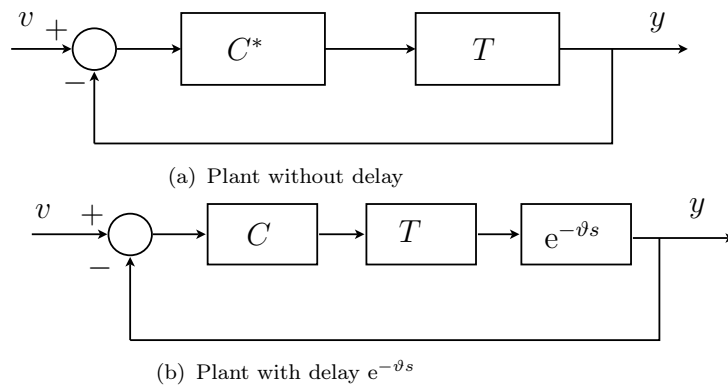 v + − C* T y
(a) Plant without delay
v + − C T e^{−ϑs} y
(b) Plant with delay e^{−ϑs}